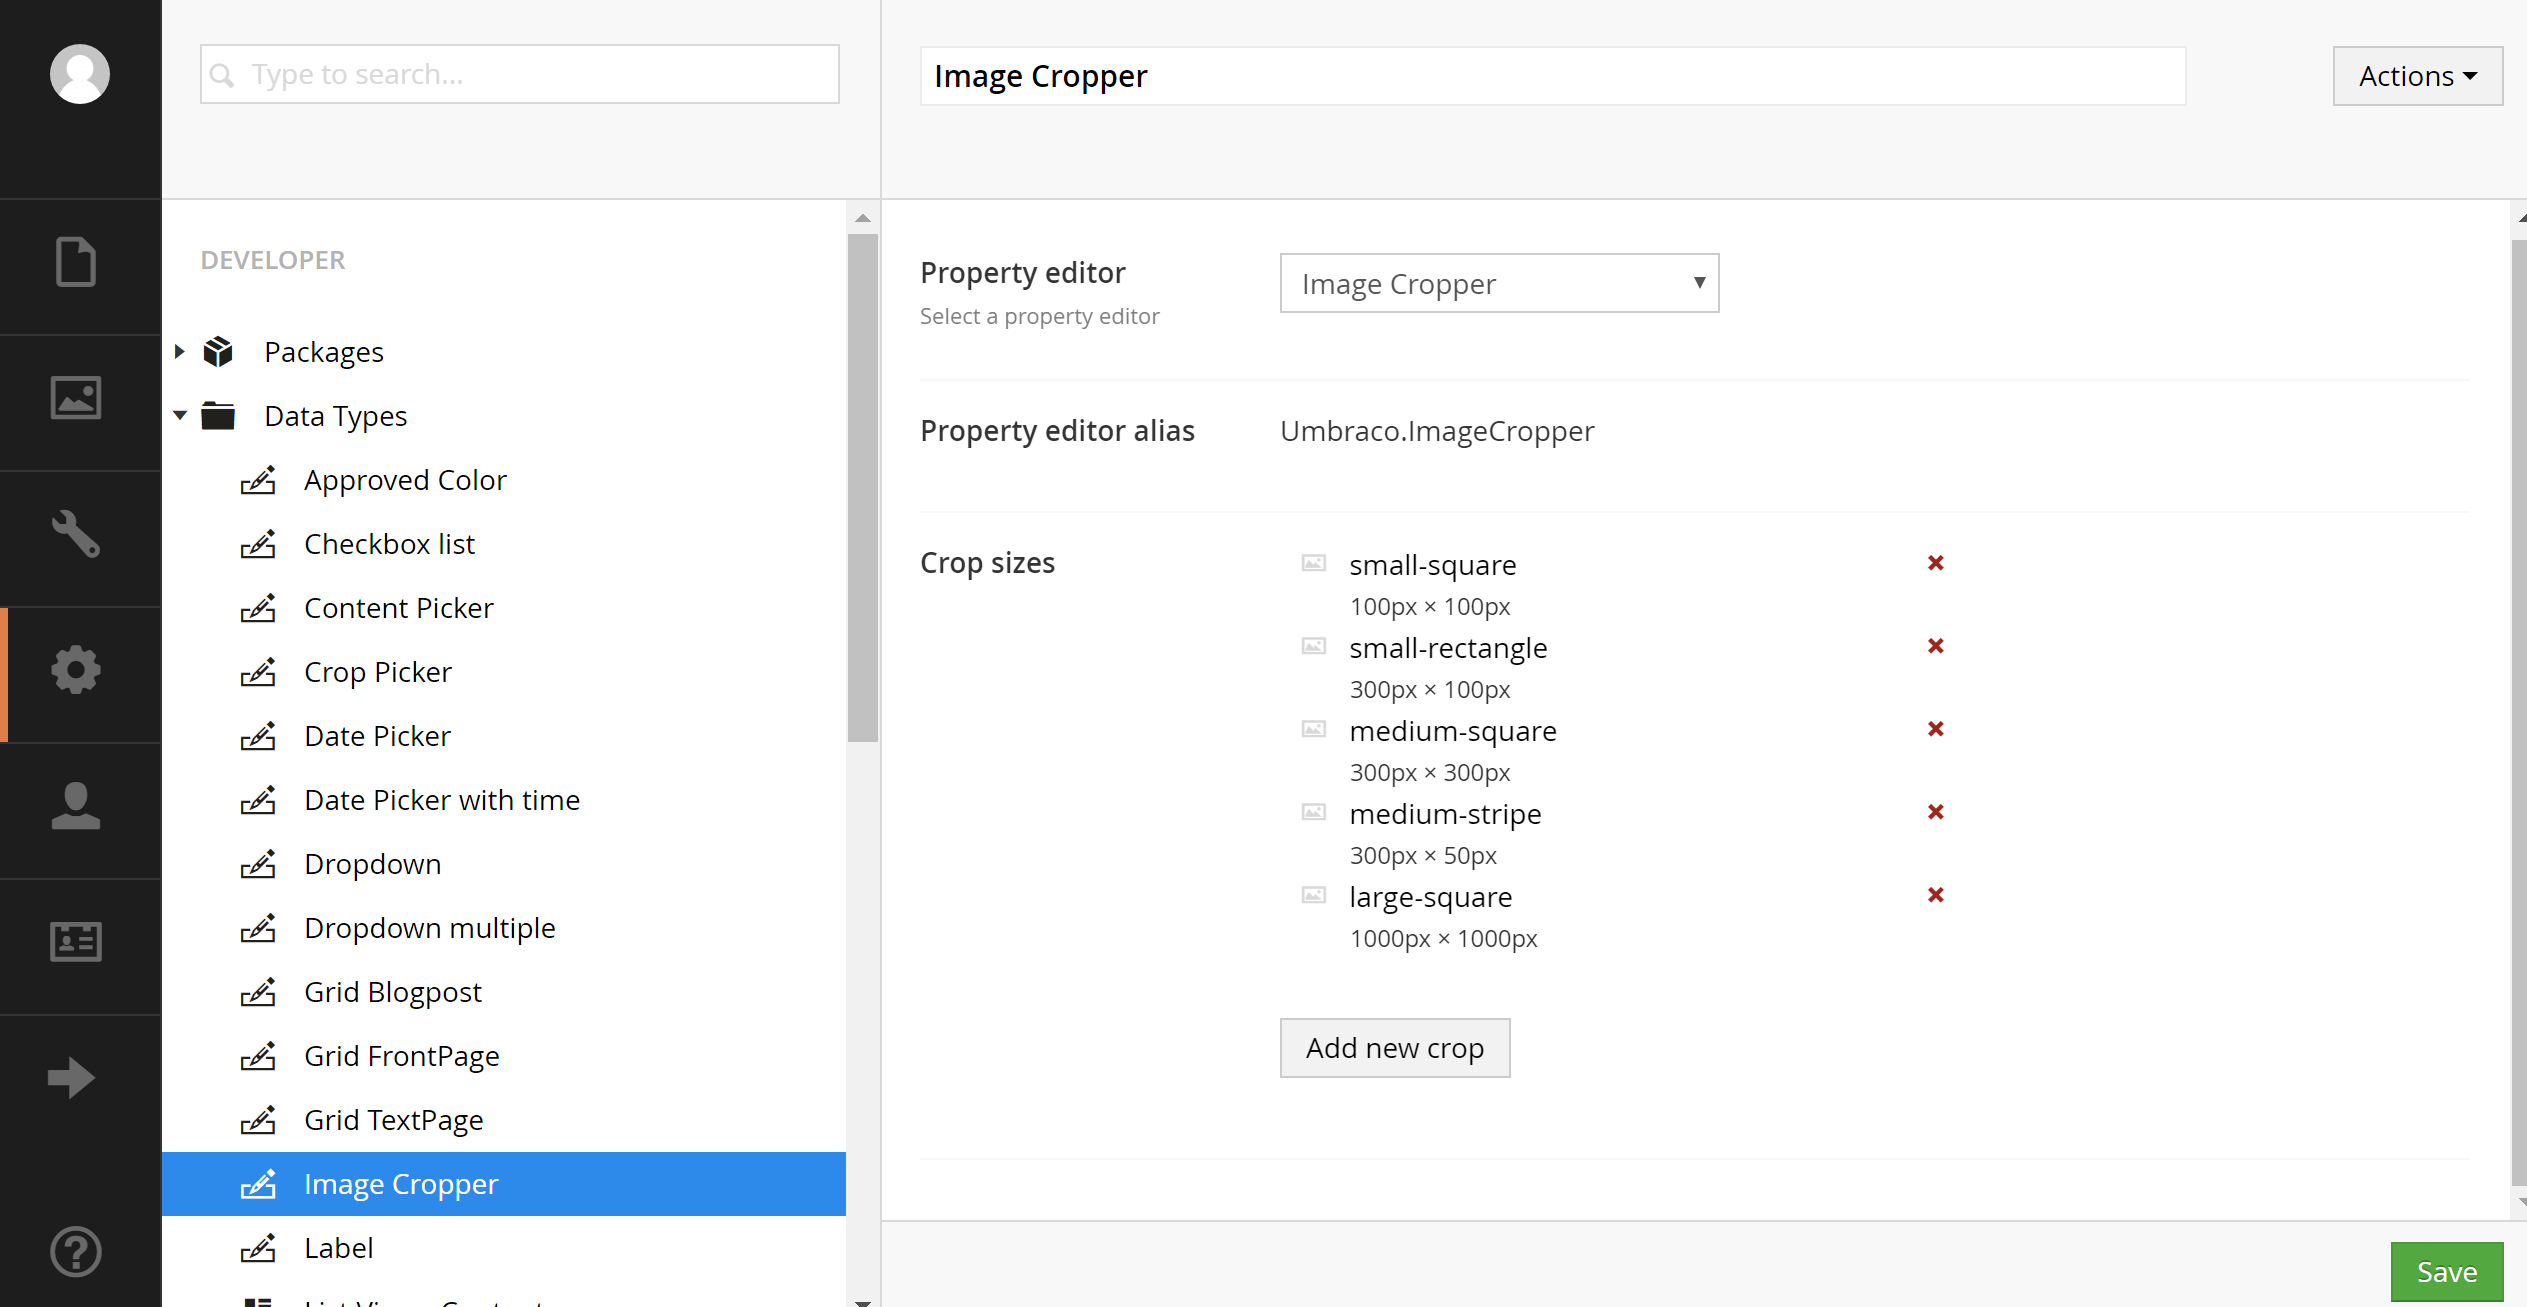 Type to search...
Image Cropper
Actions
DEVELOPER
Packages
Data Types
Approved Color
Checkbox list
Content Picker
Crop Picker
Date Picker
Date Picker with time
Dropdown
Dropdown multiple
Grid Blogpost
Grid FrontPage
Grid TextPage
Image Cropper
Label
Property editor
Select a property editor
Image Cropper
Property editor alias
Umbraco.ImageCropper
Crop sizes
small-square
100px × 100px
small-rectangle
300px × 100px
medium-square
300px × 300px
medium-stripe
300px × 50px
large-square
1000px × 1000px
Add new crop
Save